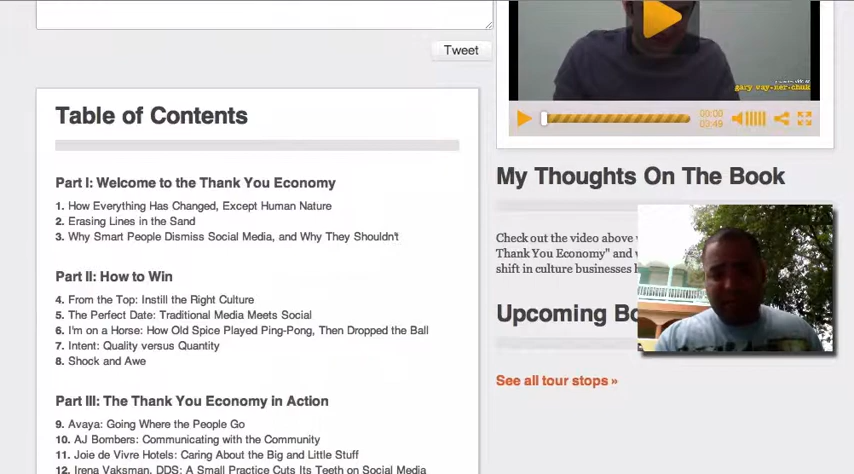 Tweet
Table of Contents
Part I: Welcome to the Thank You Economy
1. How Everything Has Changed, Except Human Nature
2. Erasing Lines in the Sand
3. Why Smart People Dismiss Social Media, and Why They Shouldn't
Part II: How to Win
4. From the Top: Instill the Right Culture
5. The Perfect Date: Traditional Media Meets Social
6. I'm on a Horse: How Old Spice Played Ping-Pong, Then Dropped the Ball
7. Intent: Quality versus Quantity
8. Shock and Awe
Part III: The Thank You Economy in Action
9. Avaya: Going Where the People Go
10. AJ Bombers: Communicating with the Community
11. Joie de Vivre Hotels: Caring About the Big and Little Stuff
12. Irena Vaksman, DDS: A Small Practice Cuts Its Teeth on Social Media
gary vay·ner·chuk
00:00
03:49
My Thoughts On The Book
Check out the video above
Thank You Economy" and
shift in culture businesses
Upcoming
See all tour stops »